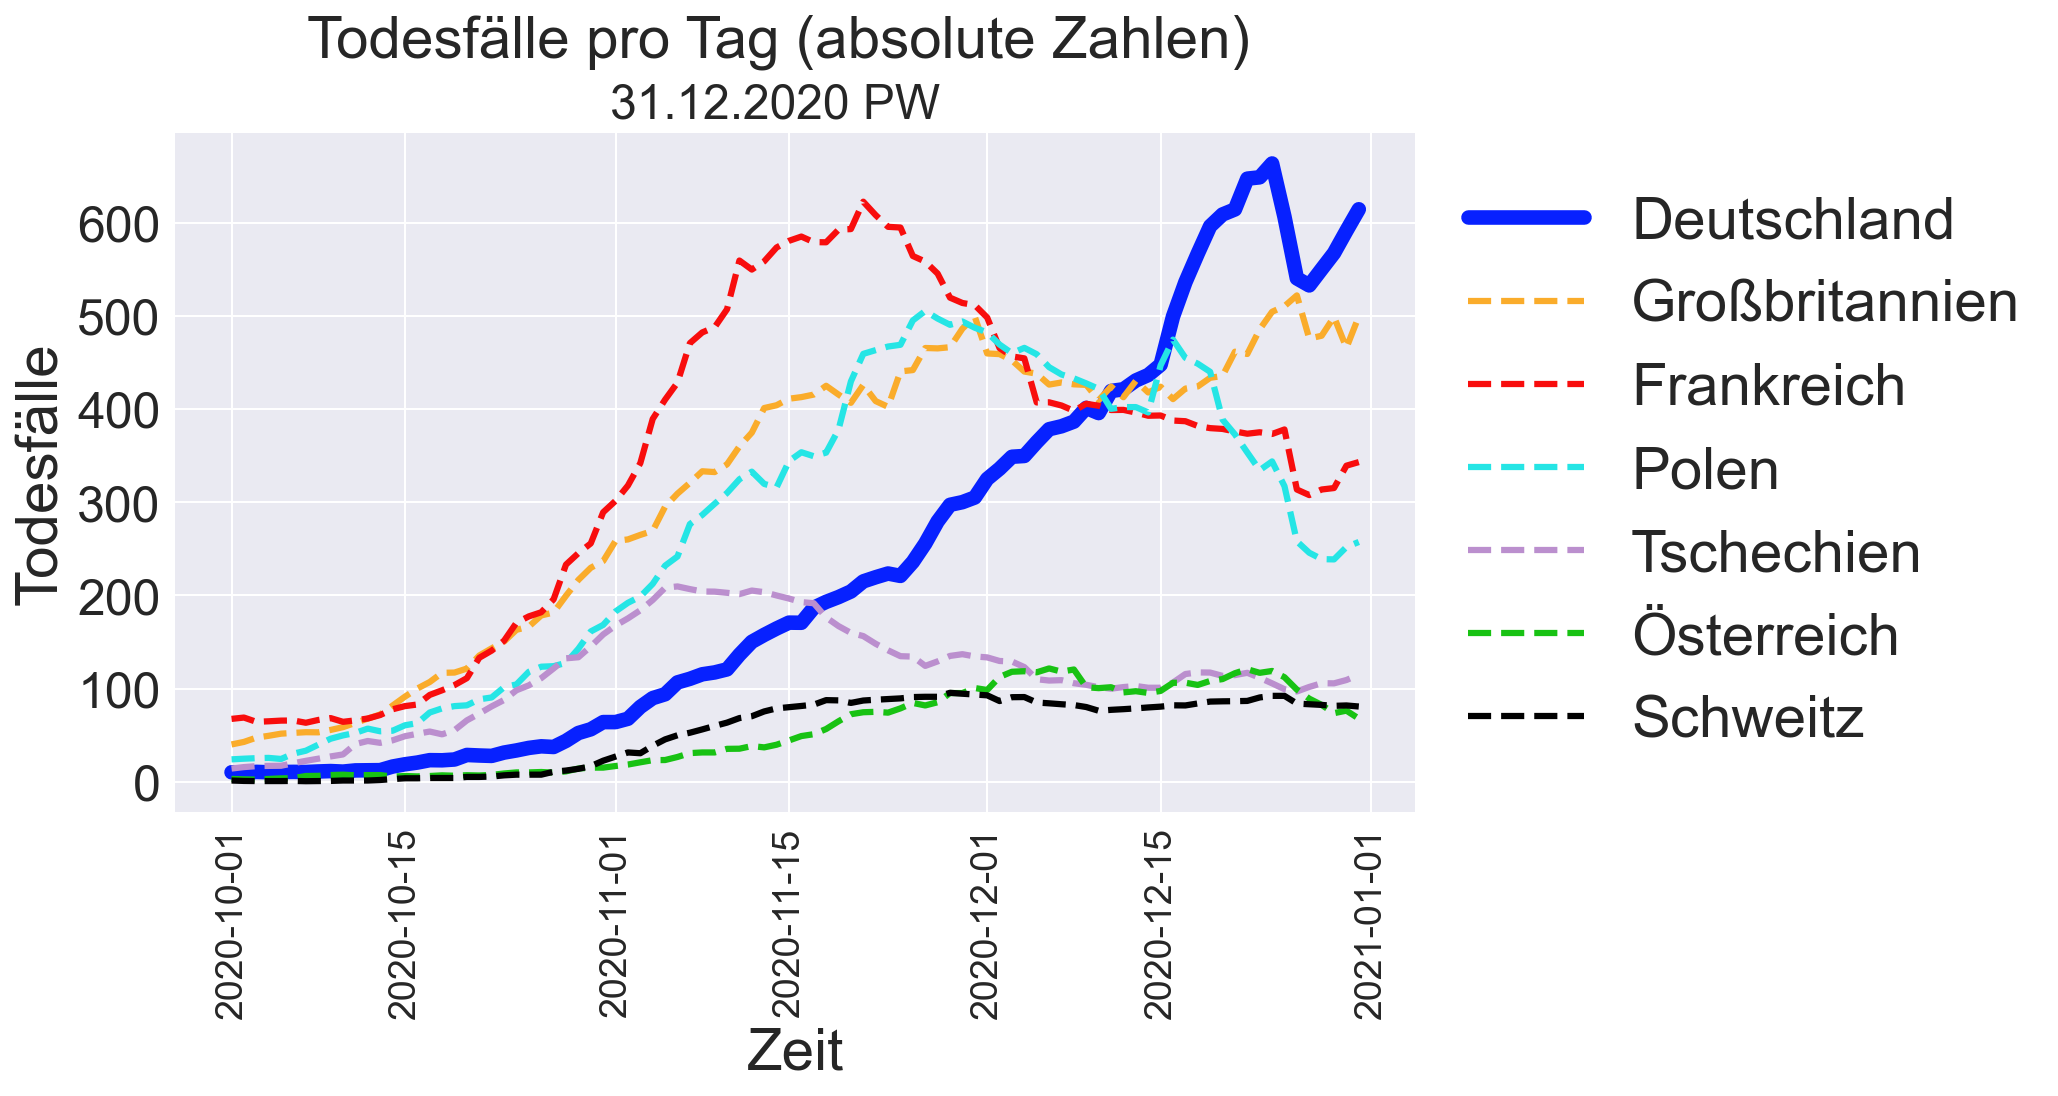 Todesfälle pro Tag (absolute Zahlen)
31.12.2020 PW
Todesfälle
600
500
400
300
200
100
0
2020-10-01
2020-10-15
2020-11-01
2020-11-15
2020-12-01
2020-12-15
2021-01-01
Zeit
Deutschland
Großbritannien
Frankreich
Polen
Tschechien
Österreich
Schweitz